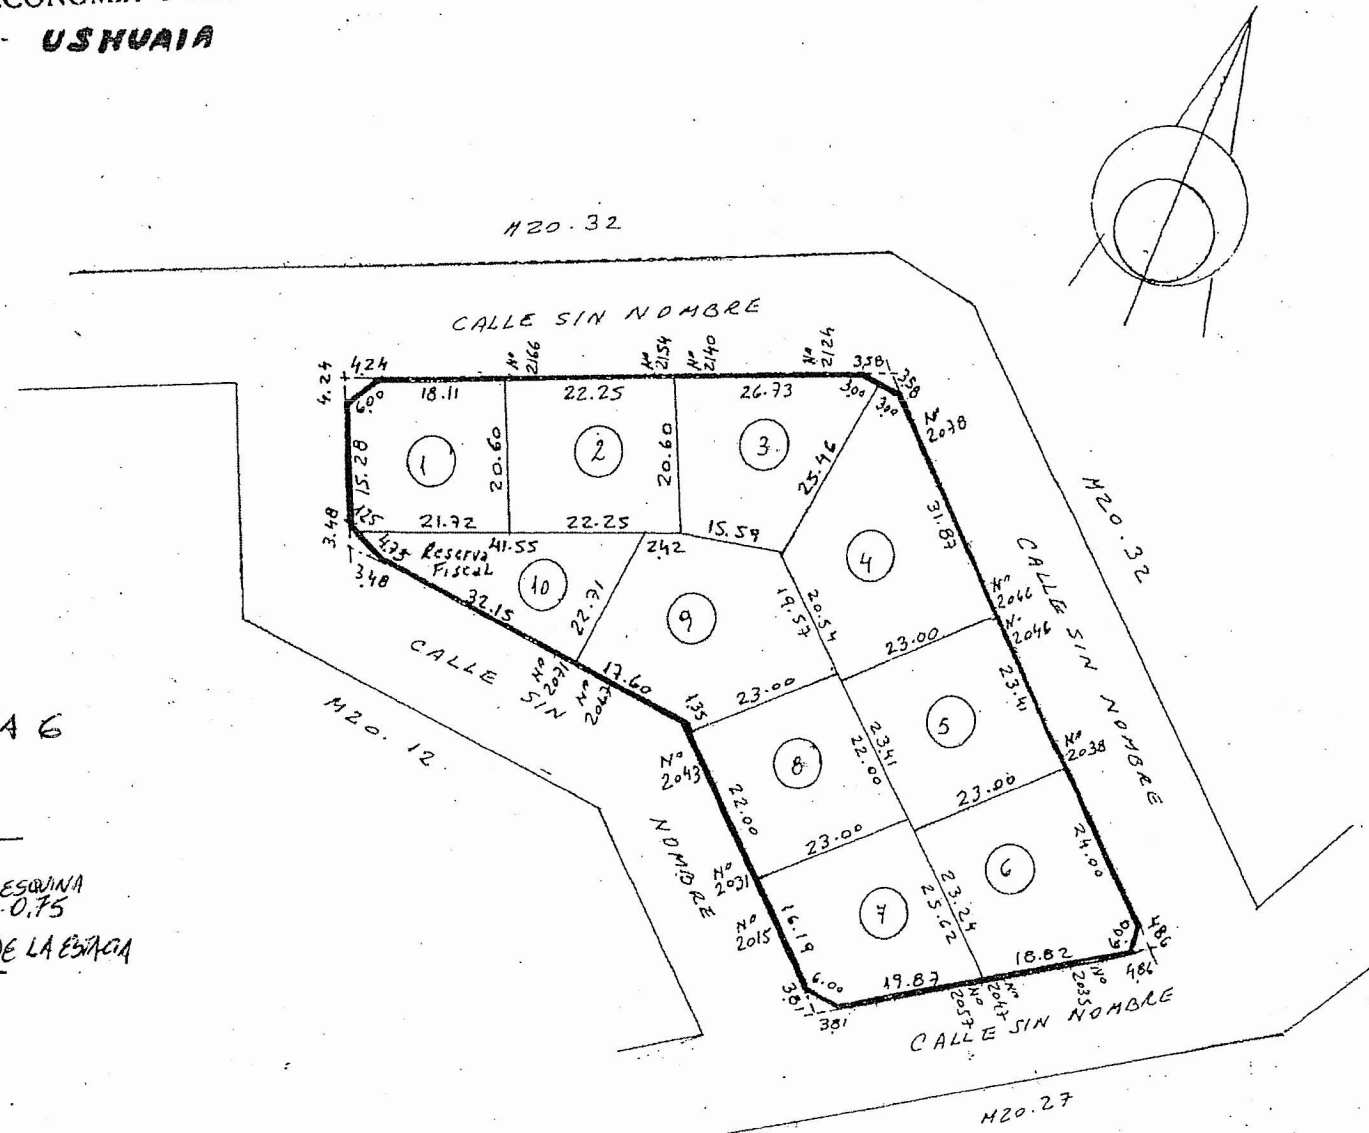 USHUAIA
M20.32
CALLE SIN NOMBRE
4.24
4.24
6.00
18.11
Nº 2166
22.25
Nº 2154
Nº 2140
26.73
Nº 2124
3.58
3.58
3.00
3.00
Nº 2078
15.28
1
20.60
2
20.60
3
25.46
31.87
M20.32
1.25
3.48
3.48
4.75
21.72
22.25
41.55
2.42
15.59
Reserva
Fiscal
10
32.15
22.71
9
19.57
20.54
4
Nº 2066
Nº 2046
CALLE SIN NOMBRE
23.00
CALLE SIN NOMBRE
Nº 2071
Nº 2067
17.60
1.35
23.00
M20.12
A 6
5
23.41
23.41
22.00
Nº 2038
Nº 2043
8
22.00
23.00
23.00
24.00
Nº 2031
ESQUINA
0.75
DE LA ESTACIA
7
6
23.24
25.62
Nº 2015
16.19
6.00
3.81
3.81
19.87
18.82
6.00
4.86
4.86
Nº 2057
Nº 2047
Nº 2035
CALLE SIN NOMBRE
M20.27